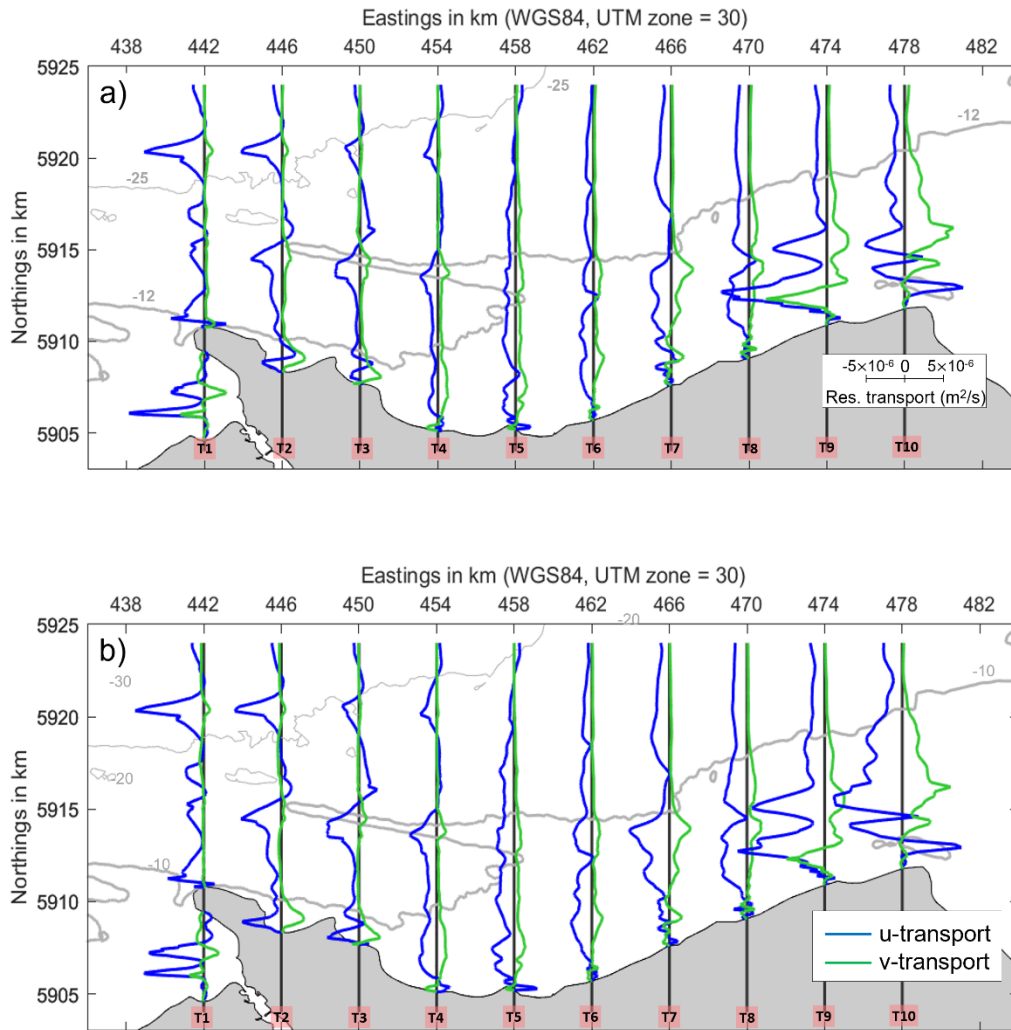 Eastings in km (WGS84, UTM zone = 30)
438 442 446 450 454 458 462 466 470 474 478 482
5925
a)
-25
-12
5920
-25
5915
Northings in km
-12
5910
-5×10⁻⁶ 0 5×10⁻⁶
Res. transport (m²/s)
5905
T1 T2 T3 T4 T5 T6 T7 T8 T9 T10
Eastings in km (WGS84, UTM zone = 30)
438 442 446 450 454 458 462 466 470 474 478 482
5925
-20
b)
-30
-10
5920
-20
5915
Northings in km
-10
5910
u-transport
v-transport
5905
T1 T2 T3 T4 T5 T6 T7 T8 T9 T10